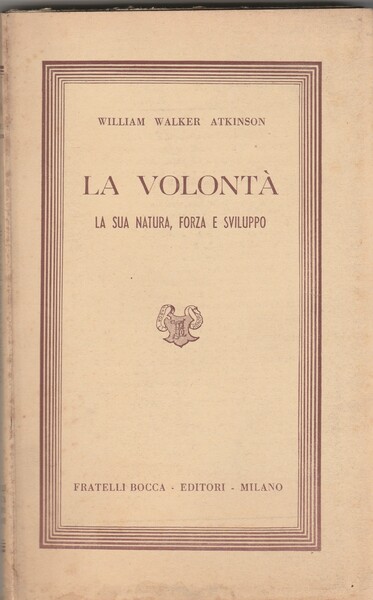 WILLIAM WALKER ATKINSON
LA VOLONTÀ
LA SUA NATURA, FORZA E SVILUPPO
FRATELLI BOCCA - EDITORI - MILANO